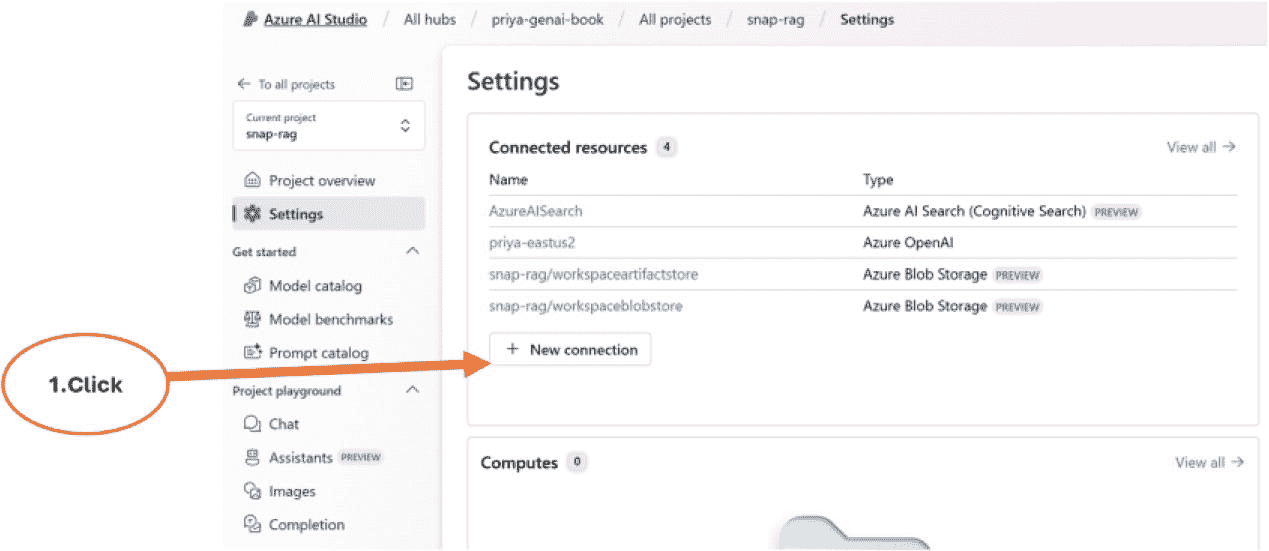 Azure AI Studio / All hubs / priya-genai-book / All projects / snap-rag / Settings
To all projects
Current project
snap-rag
Project overview
Settings
Get started
Model catalog
Model benchmarks
Prompt catalog
Project playground
Chat
Assistants PREVIEW
Images
Completion
1.Click
Settings
Connected resources 4 View all
Name Type
AzureAISearch Azure AI Search (Cognitive Search) PREVIEW
priya-eastus2 Azure OpenAI
snap-rag/workspaceartifactstore Azure Blob Storage PREVIEW
snap-rag/workspaceblobstore Azure Blob Storage PREVIEW
+ New connection
Computes 0 View all